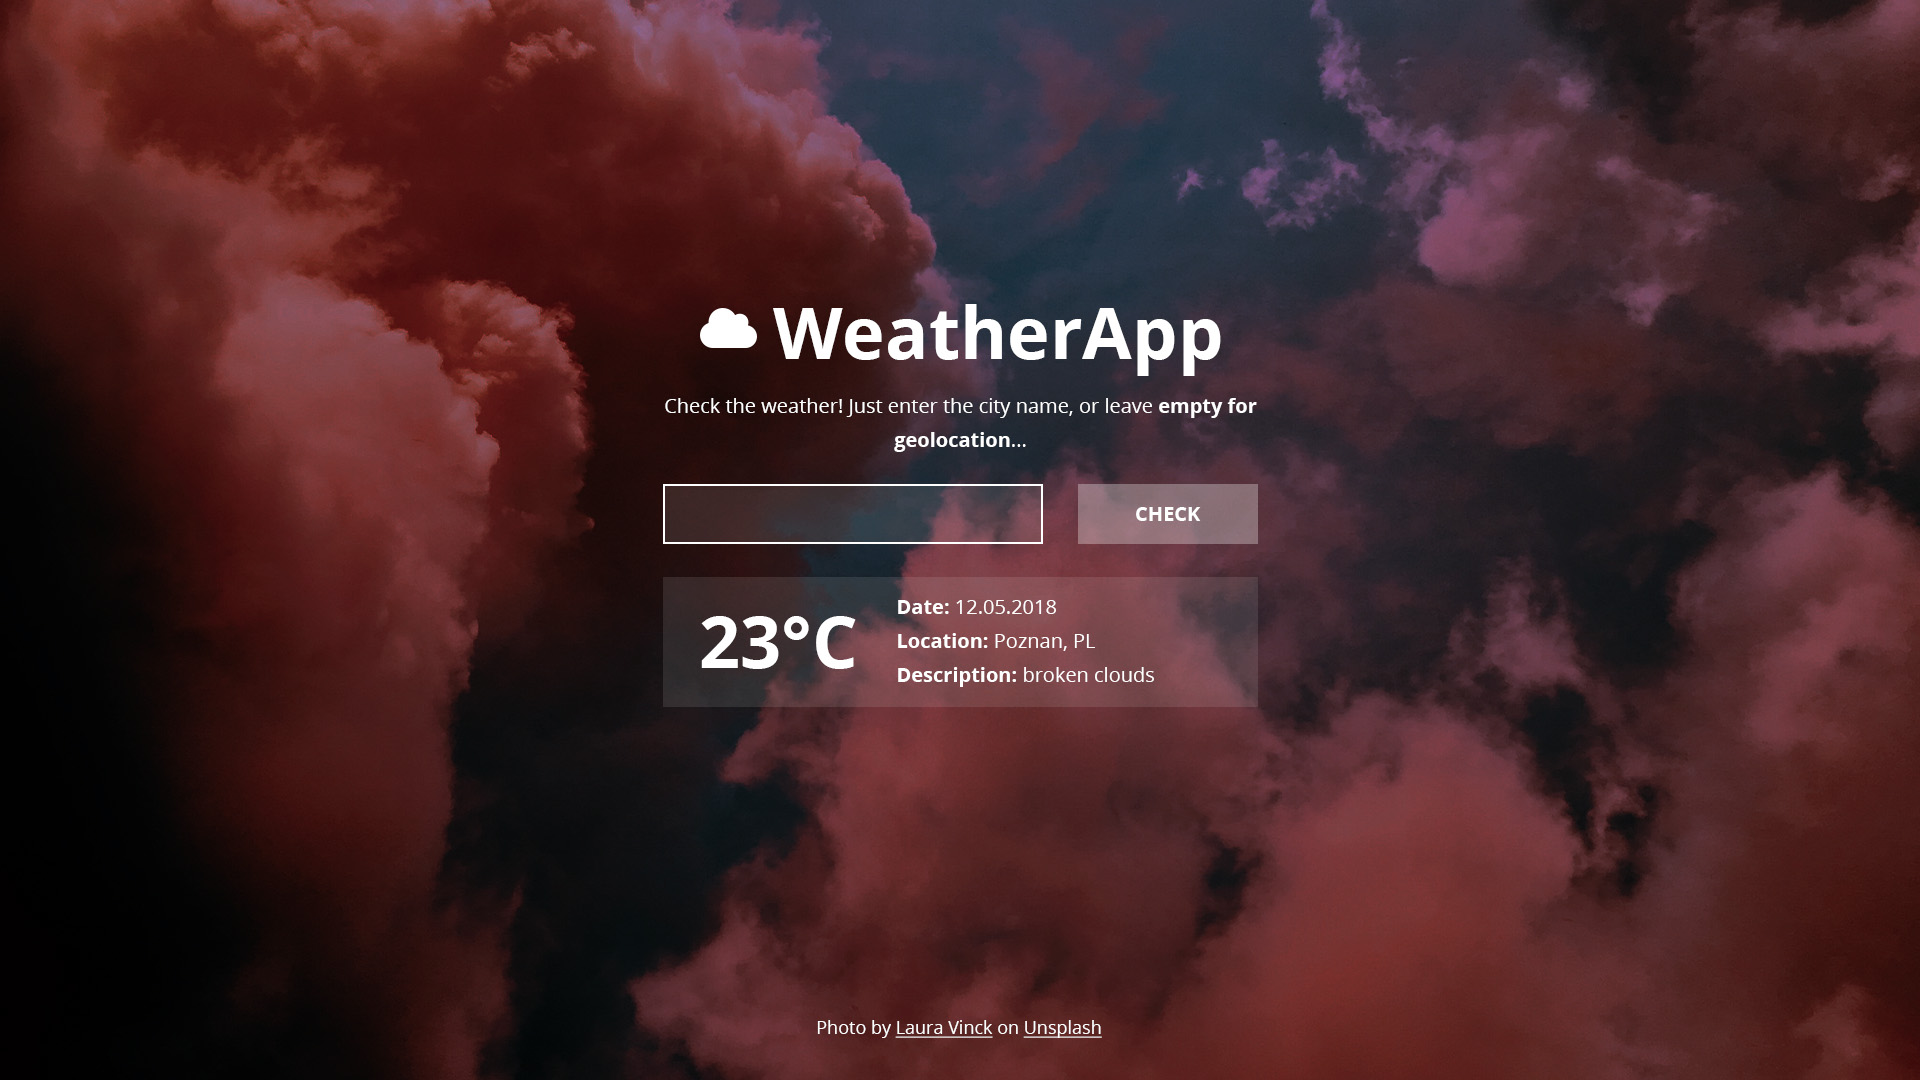 WeatherApp
Check the weather! Just enter the city name, or leave empty for
geolocation...
CHECK
23°C
Date: 12.05.2018
Location: Poznan, PL
Description: broken clouds
Photo by Laura Vinck on Unsplash